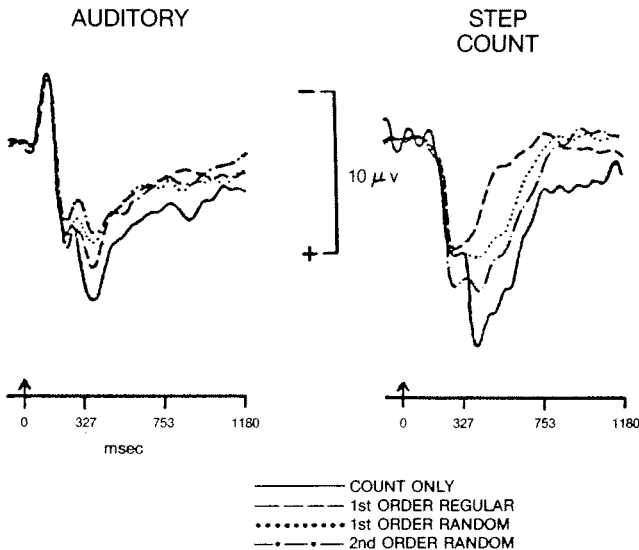 AUDITORY
STEP
COUNT
−
10 μv
+
0 327 753 1180
msec
0 327 753 1180
COUNT ONLY
1st ORDER REGULAR
1st ORDER RANDOM
2nd ORDER RANDOM